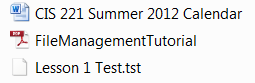 CIS 221 Summer 2012 Calendar
FileManagementTutorial
Lesson 1 Test.tst